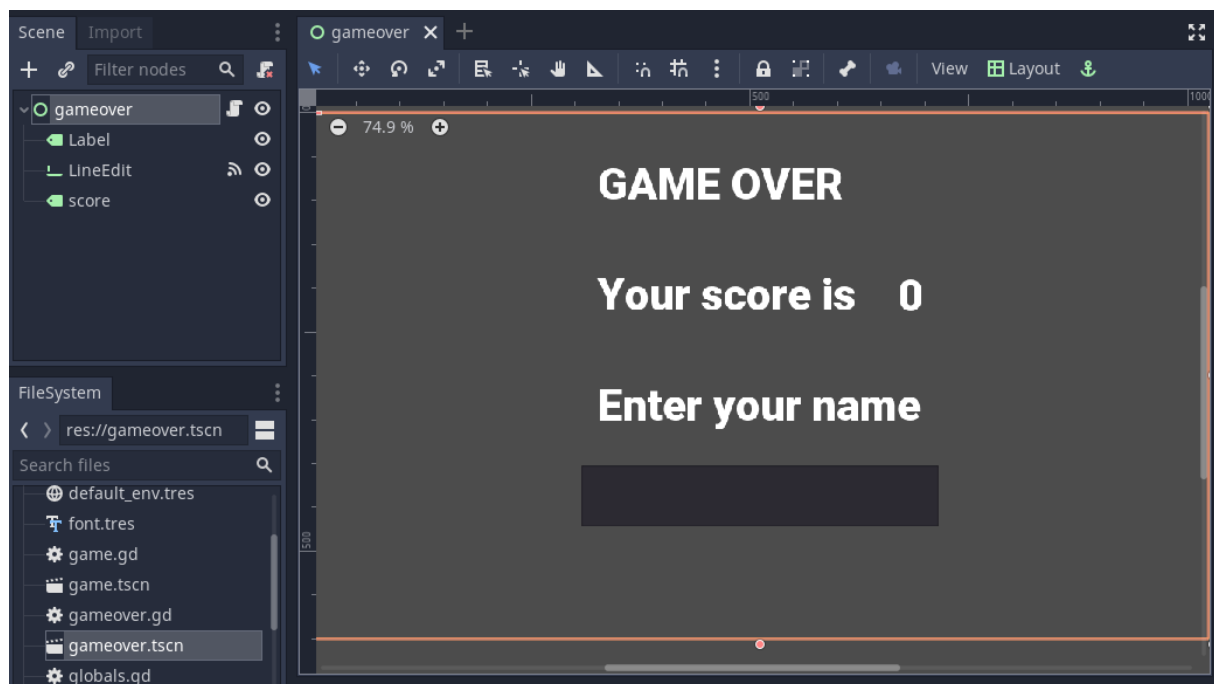 Scene Import
Filter nodes
gameover
Label
LineEdit
score
FileSystem
res://gameover.tscn
Search files
default_env.tres
font.tres
game.gd
game.tscn
gameover.gd
gameover.tscn
globals.gd
gameover
View Layout
500 1000
74.9 %
500
GAME OVER
Your score is 0
Enter your name